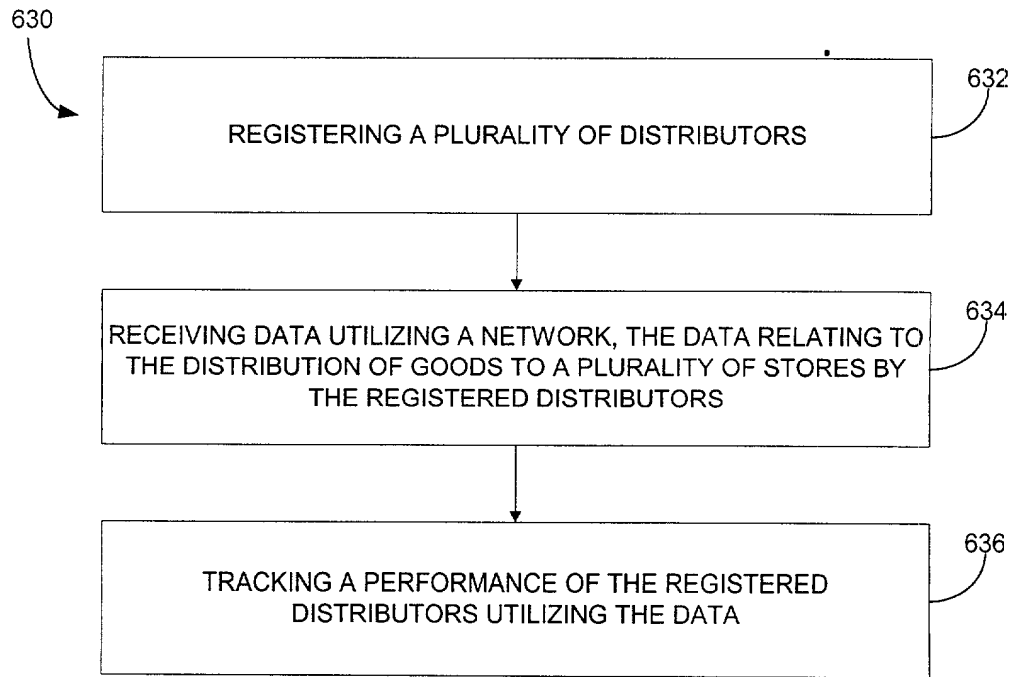 630
632
REGISTERING A PLURALITY OF DISTRIBUTORS
634
RECEIVING DATA UTILIZING A NETWORK, THE DATA RELATING TO
THE DISTRIBUTION OF GOODS TO A PLURALITY OF STORES BY
THE REGISTERED DISTRIBUTORS
636
TRACKING A PERFORMANCE OF THE REGISTERED
DISTRIBUTORS UTILIZING THE DATA